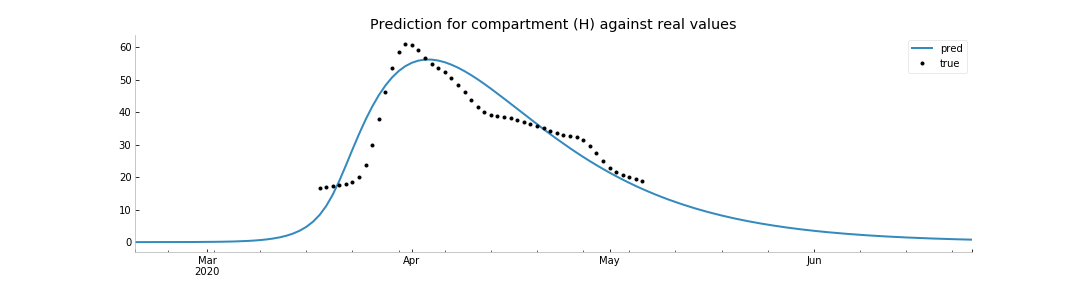 Prediction for compartment (H) against real values
pred
true
60
50
40
30
20
10
0
Mar
2020
Apr
May
Jun